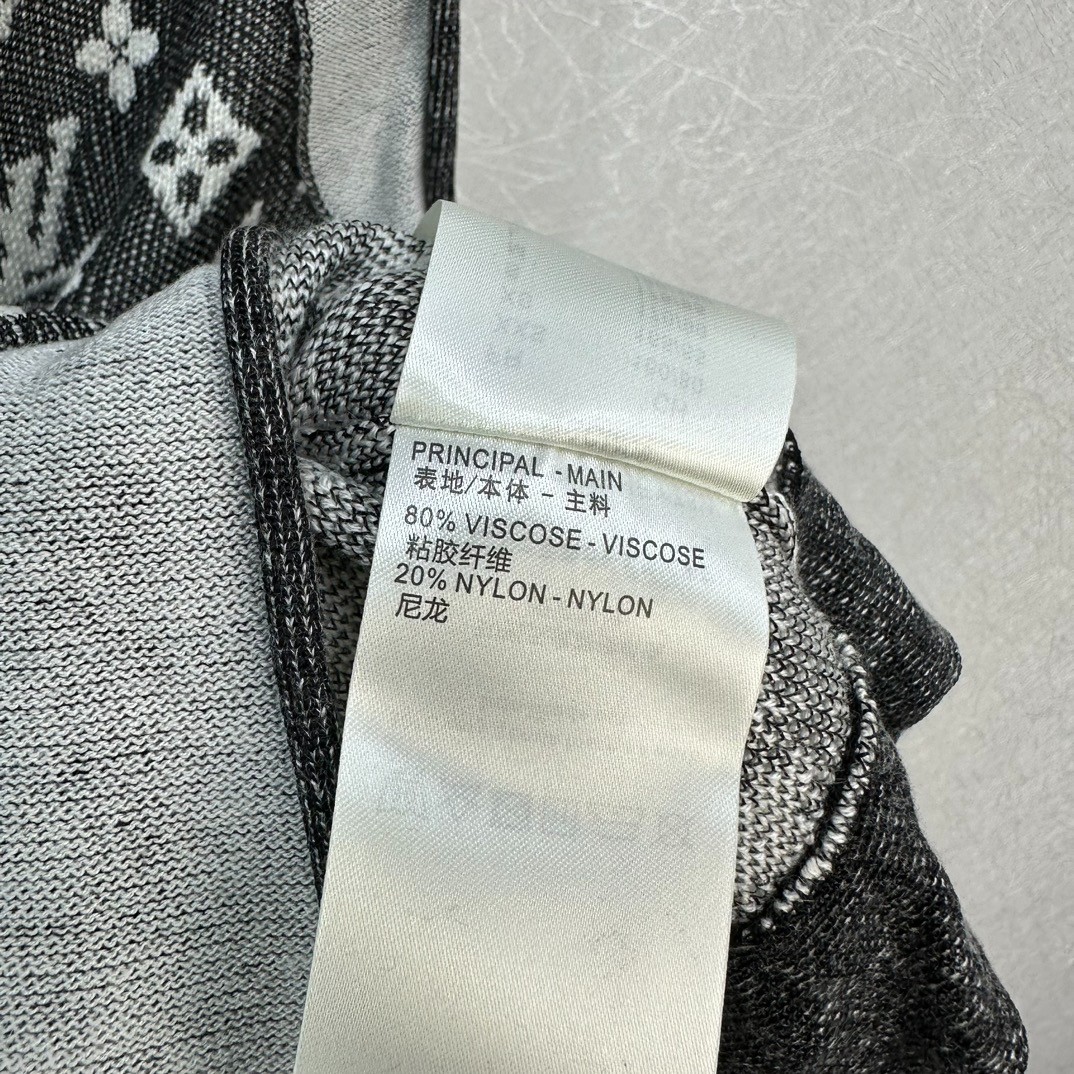 PRINCIPAL - MAIN
表地/本体 - 主料
80% VISCOSE - VISCOSE
粘胶纤维
20% NYLON - NYLON
尼龙